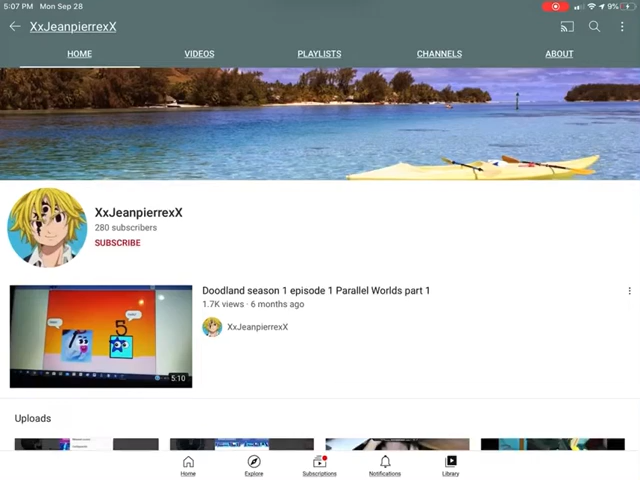 5:07 PM Mon Sep 28
9%
XxJeanpierrexX
HOME VIDEOS PLAYLISTS CHANNELS ABOUT
XxJeanpierrexX
280 subscribers
SUBSCRIBE
Doodland season 1 episode 1 Parallel Worlds part 1
1.7K views · 6 months ago
XxJeanpierrexX
5
5:10
Uploads
Home Explore Subscriptions Notifications Library